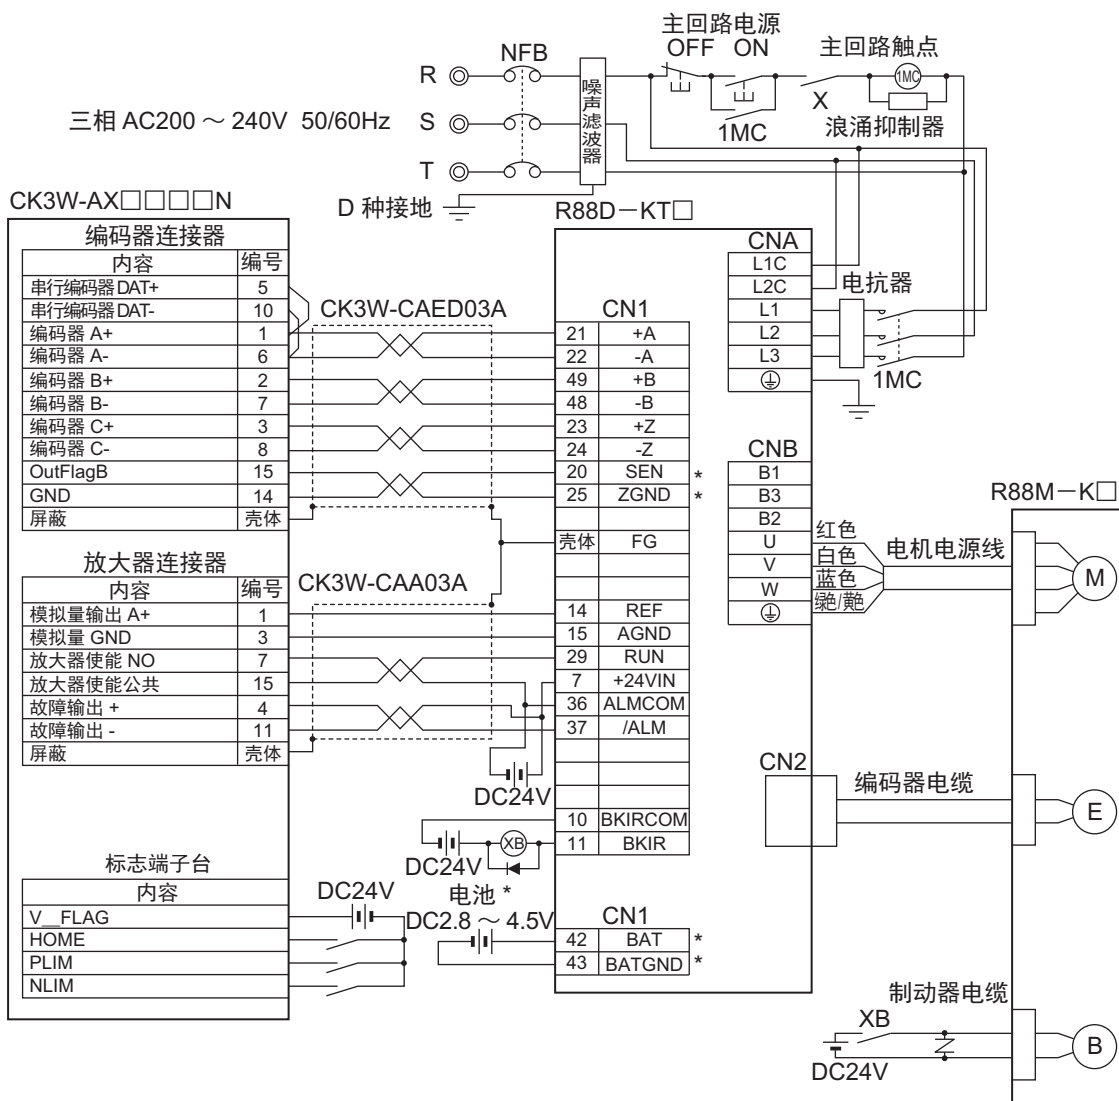 主回路电源
OFF ON
主回路触点
NFB
R
1MC
噪声滤波器
X
浪涌抑制器
1MC
三相 AC200 ～ 240V 50/60Hz
S
T
D 种接地
CK3W-AX□□□□N
编码器连接器
内容 编号
串行编码器DAT+ 5
串行编码器DAT- 10
编码器 A+ 1
编码器 A- 6
编码器 B+ 2
编码器 B- 7
编码器 C+ 3
编码器 C- 8
OutFlagB 15
GND 14
屏蔽 壳体
放大器连接器
内容 编号
模拟量输出 A+ 1
模拟量 GND 3
放大器使能 NO 7
放大器使能公共 15
故障输出 + 4
故障输出 - 11
屏蔽 壳体
标志端子台
内容
V__FLAG
HOME
PLIM
NLIM
DC24V
CK3W-CAED03A
CK3W-CAA03A
DC24V
XB
DC24V
电池 *
DC2.8 ～ 4.5V
R88D－KT□
CN1
21 +A
22 -A
49 +B
48 -B
23 +Z
24 -Z
20 SEN *
25 ZGND *
壳体 FG
14 REF
15 AGND
29 RUN
7 +24VIN
36 ALMCOM
37 /ALM
10 BKIRCOM
11 BKIR
CN1
42 BAT *
43 BATGND *
CNA
L1C
L2C
L1
L2
L3
电抗器
1MC
CNB
B1
B3
B2
U
V
W
红色
白色
蓝色
电机电源线
R88M－K□
M
CN2
编码器电缆
E
制动器电缆
XB
DC24V
B